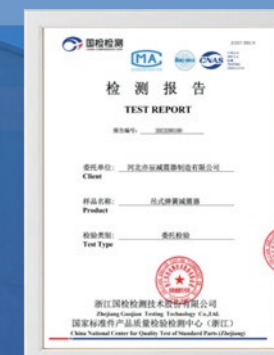 国检检测
MA
CNAS
检 测 报 告
TEST REPORT
报告编号:
委托单位: 河北亦辰减震器制造有限公司
Client
样品名称: 吊式弹簧减震器
Product
检验类别: 委托检验
Test Type
浙江国检检测技术股份有限公司
Zhejiang Guojian Testing Technology Co.,Ltd.
国家标准件产品质量检验检测中心（浙江）
China National Center for Quality Test of Standard Parts (Zhejiang)